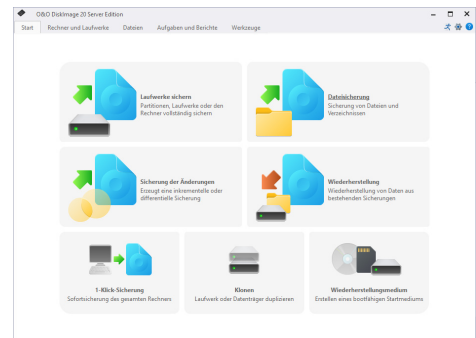 O&O DiskImage 20 Server Edition
Start Rechner und Laufwerke Dateien Aufgaben und Berichte Werkzeuge
Laufwerke sichern
Partitionen, Laufwerke oder den
Rechner vollständig sichern
Dateisicherung
Sicherung von Dateien und
Verzeichnissen
Sicherung der Änderungen
Erzeugt eine inkrementelle oder
differentielle Sicherung
Wiederherstellung
Wiederherstellung von Daten aus
bestehenden Sicherungen
1-Klick-Sicherung
Sofortsicherung des gesamten Rechners
Klonen
Laufwerk oder Datenträger duplizieren
Wiederherstellungsmedium
Erstellen eines bootfähigen Startmediums